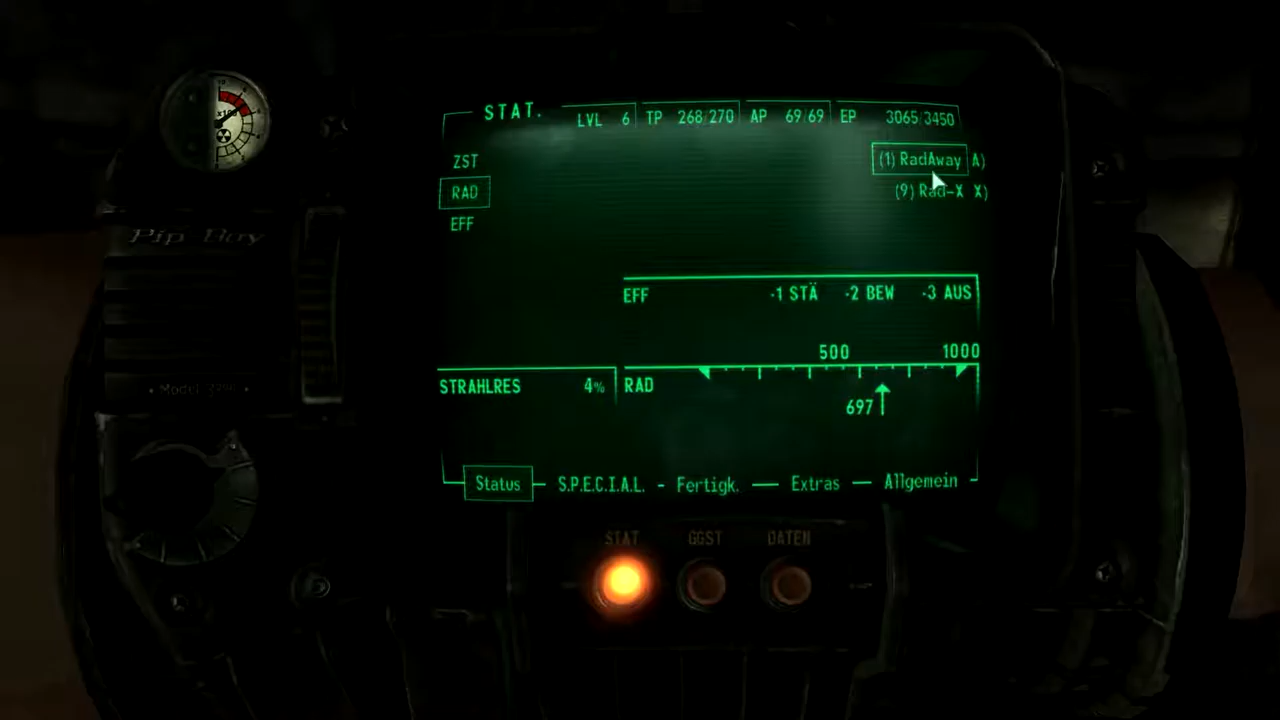 STAT. LVL 6 TP 268/270 AP 69/69 EP 3065/3450
ZST (1) RadAway A)
RAD (9) Rad-X X)
EFF
EFF -1 STÄ -2 BEW -3 AUS
500 1000
STRAHLRES 4% RAD
697
Status S.P.E.C.I.A.L. Fertigk. Extras Allgemein
Pip Boy
STAT GGST DATEN